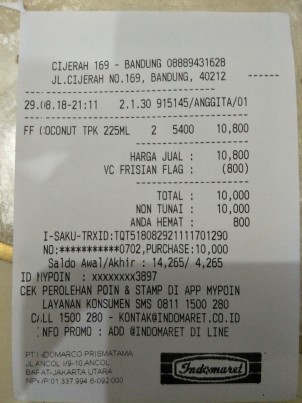 CIJERAH 169 - BANDUNG 08889431628
JL.CIJERAH NO.169, BANDUNG, 40212
29.08.18-21:11 2.1.30 915145/ANGGITA/01
FF COCONUT TPK 225ML 2 5400 10,800
HARGA JUAL : 10,800
VC FRISIAN FLAG : (800)
TOTAL : 10,000
NON TUNAI : 10,000
ANDA HEMAT : 800
I-SAKU-TRXID:TQT518082921111701290
NO:***********0702,PURCHASE:10,000
Saldo Awal/Akhir : 14,265/ 4,265
ID MYPOIN : xxxxxxxx3897
CEK PEROLEHAN POIN & STAMP DI APP MYPOIN
LAYANAN KONSUMEN SMS 0811 1500 280
CALL 1500 280 - KONTAK@INDOMARET.CO.ID
INFO PROMO : ADD @INDOMARET DI LINE
PT INDOMARCO PRISMATAMA
JL.ANCOL I/9-10,ANCOL
BARAT-JAKARTA UTARA
NPWP:01.337.994.6-092.000
Indomaret